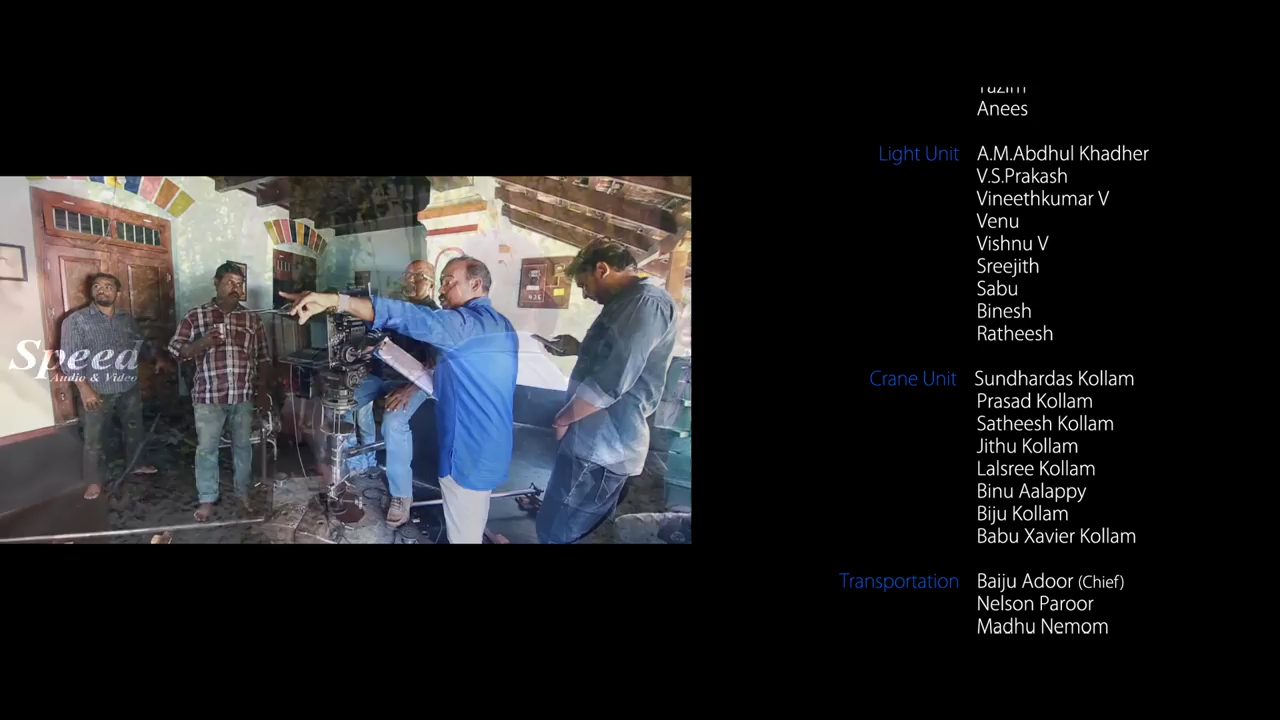 Anees
Light Unit A.M.Abdhul Khadher
V.S.Prakash
Vineethkumar V
Venu
Vishnu V
Sreejith
Sabu
Binesh
Ratheesh
Crane Unit Sundhardas Kollam
Prasad Kollam
Satheesh Kollam
Jithu Kollam
Lalsree Kollam
Binu Aalappy
Biju Kollam
Babu Xavier Kollam
Transportation Baiju Adoor (Chief)
Nelson Paroor
Madhu Nemom
Speed
Audio & Video